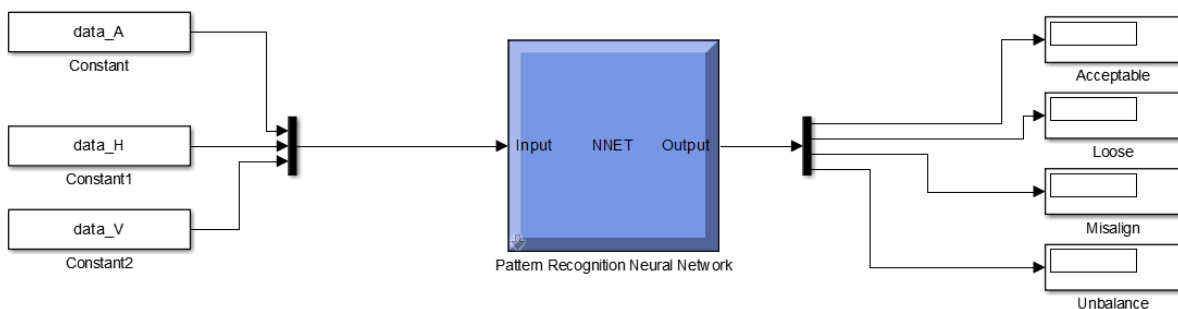 data_A
Constant
data_H
Constant1
data_V
Constant2
Input NNET Output
Pattern Recognition Neural Network
Acceptable
Loose
Misalign
Unbalance